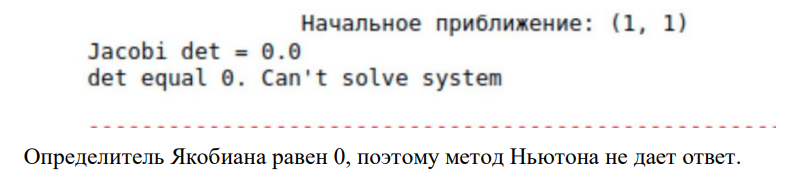 Начальное приближение: (1, 1)
Jacobi det = 0.0
det equal 0. Can't solve system
--------------------------------------------------------
Определитель Якобиана равен 0, поэтому метод Ньютона не дает ответ.